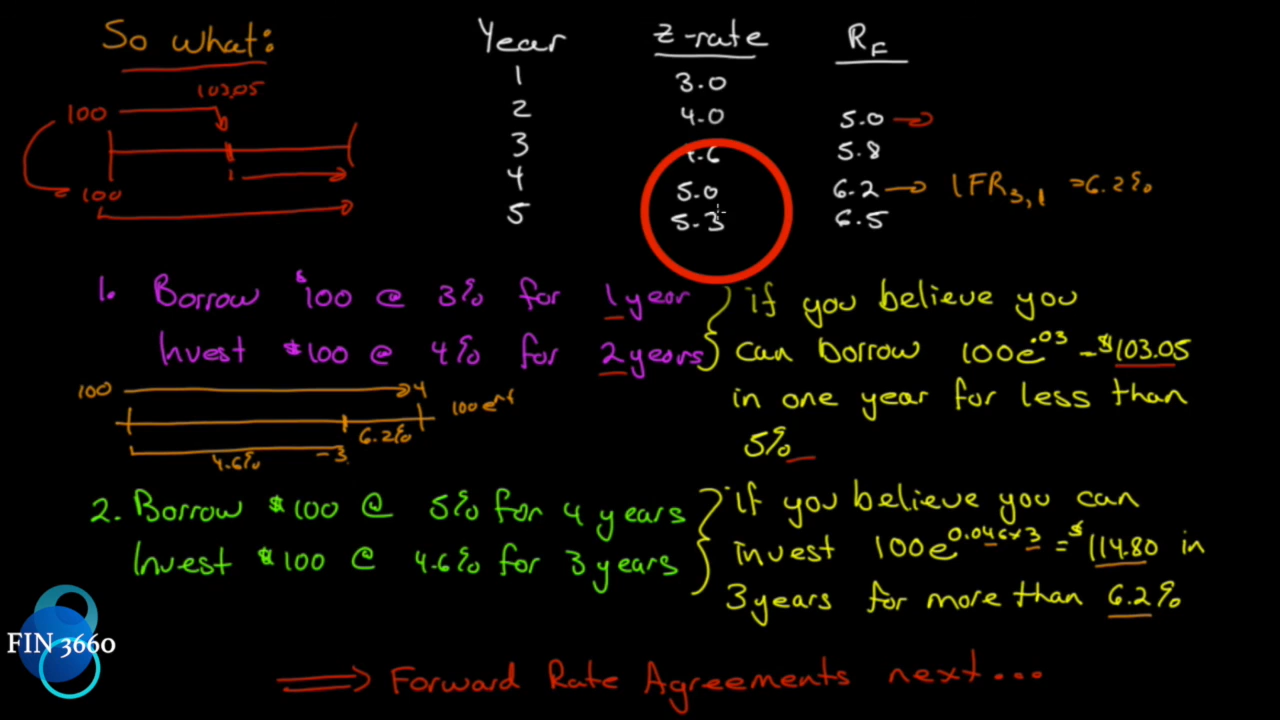 So what:
Year z-rate R_F
1 3.0
2 4.0 5.0
3 4.6 5.8
4 5.0 6.2 → 1FR_3,1 = 6.2%
5 5.3 6.5
103.05
100
1
100
1. Borrow $100 @ 3% for 1 year
Invest $100 @ 4% for 2 years
if you believe you
can borrow 100e^.03 = $103.05
in one year for less than
5%
100 4
6.2%
4.6% 3
2. Borrow $100 @ 5% for 4 years
Invest $100 @ 4.6% for 3 years
if you believe you can
invest 100e^0.046x3 = $114.80 in
3 years for more than 6.2%
FIN 3660
⇒ Forward Rate Agreements next...